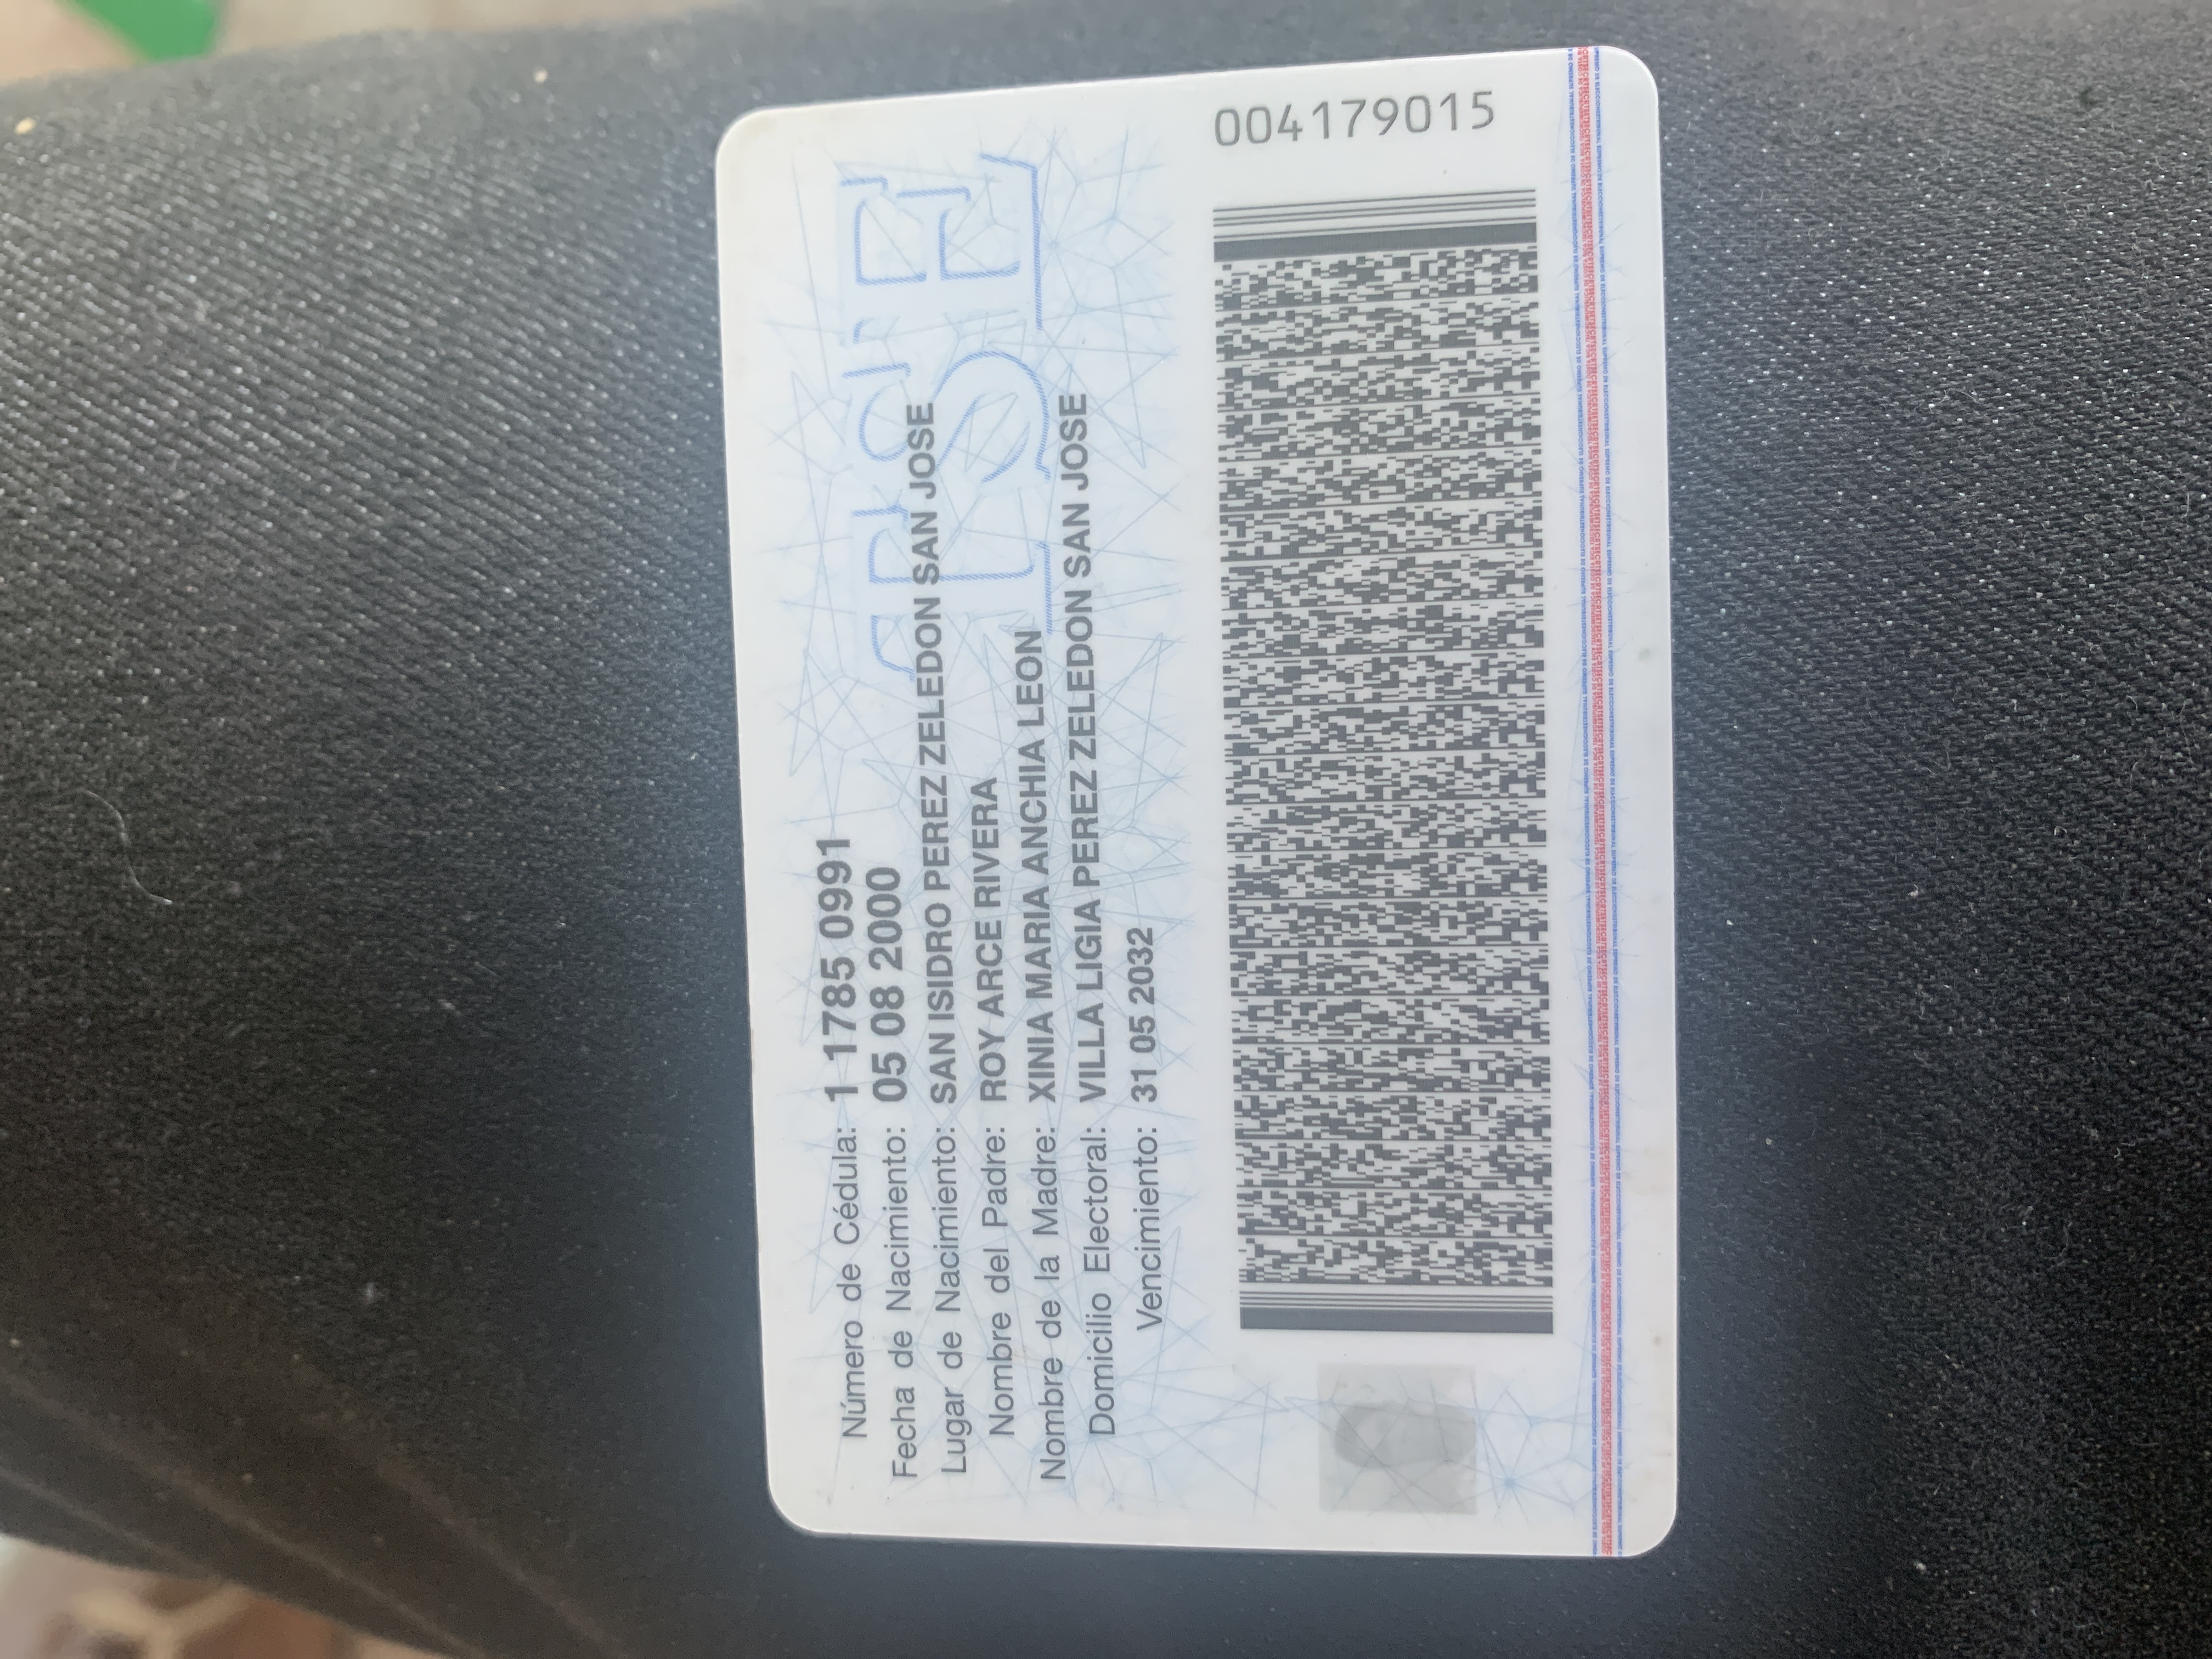 Número de Cédula: 1 1785 0991
Fecha de Nacimiento: 05 08 2000
Lugar de Nacimiento: SAN ISIDRO PEREZ ZELEDON SAN JOSE
Nombre del Padre: ROY ARCE RIVERA
Nombre de la Madre: XINIA MARIA ANCHIA LEON
Domicilio Electoral: VILLA LIGIA PEREZ ZELEDON SAN JOSE
Vencimiento: 31 05 2032
TSE
004179015